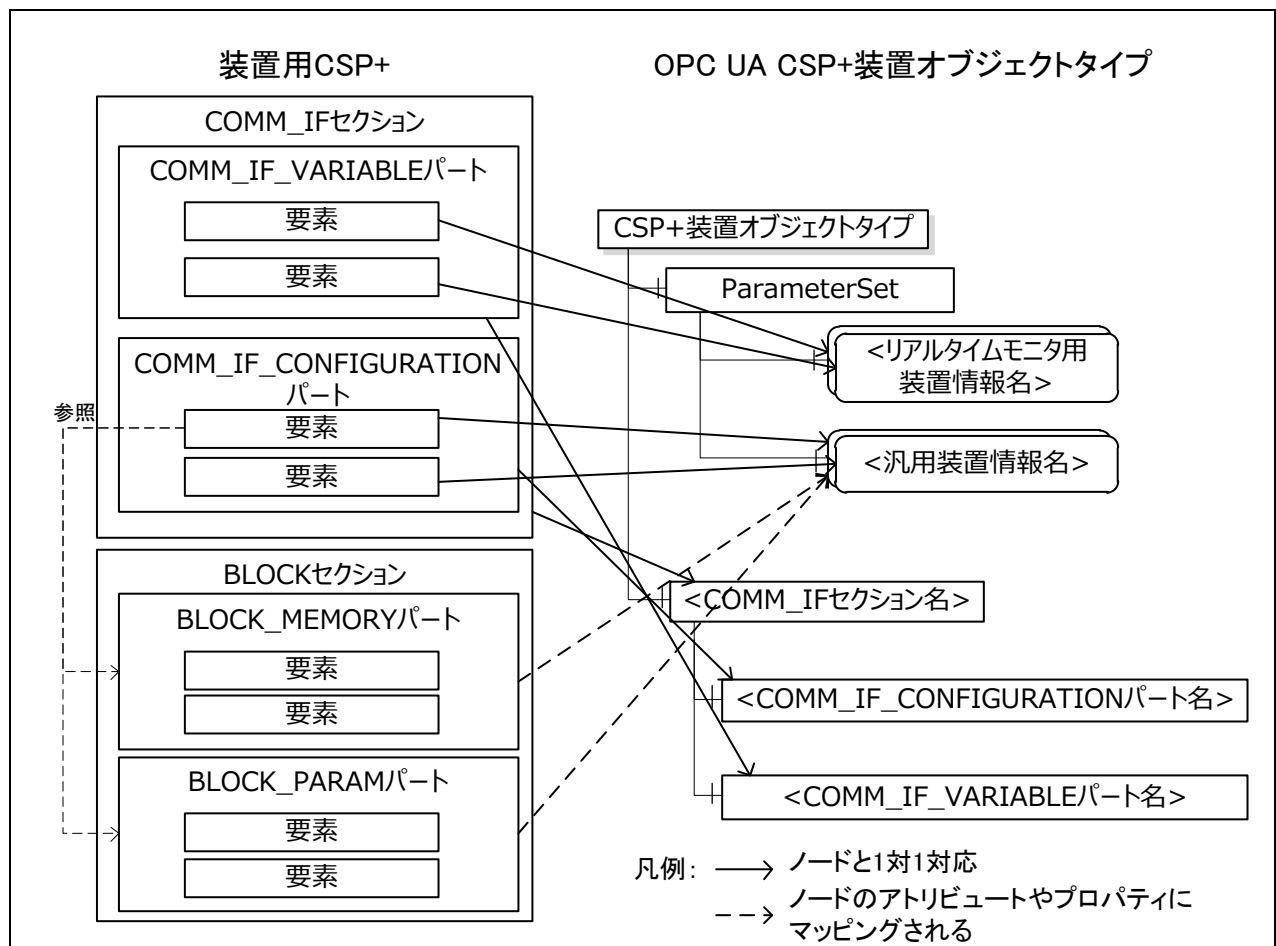 装置用CSP+
OPC UA CSP+装置オブジェクトタイプ
COMM_IFセクション
COMM_IF_VARIABLEパート
要素
要素
COMM_IF_CONFIGURATION
パート
要素
要素
参照
BLOCKセクション
BLOCK_MEMORYパート
要素
要素
BLOCK_PARAMパート
要素
要素
CSP+装置オブジェクトタイプ
ParameterSet
<リアルタイムモニタ用
装置情報名>
<汎用装置情報名>
<COMM_IFセクション名>
<COMM_IF_CONFIGURATIONパート名>
<COMM_IF_VARIABLEパート名>
凡例:
ノードと1対1対応
ノードのアトリビュートやプロパティに
マッピングされる